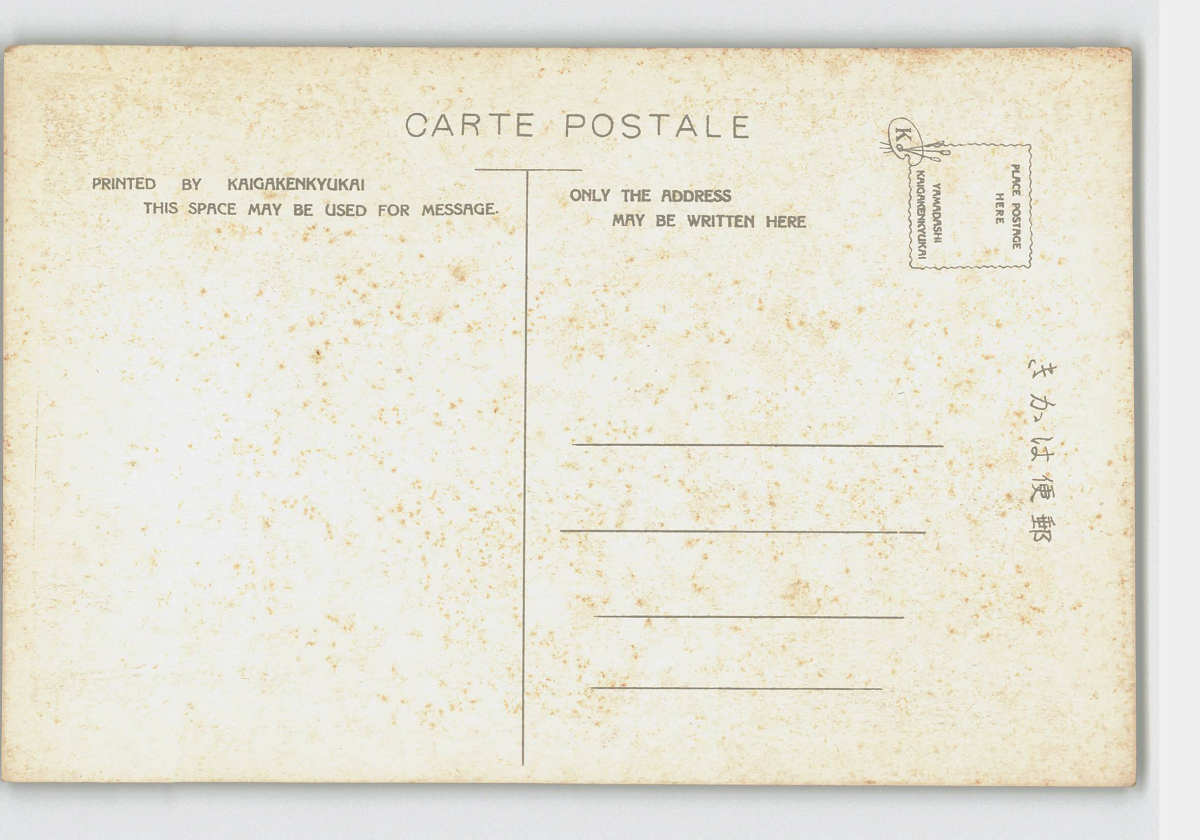 CARTE POSTALE
PRINTED BY KAIGAKENKYUKAI
THIS SPACE MAY BE USED FOR MESSAGE.
ONLY THE ADDRESS
MAY BE WRITTEN HERE
K
PLACE POSTAGE
HERE
YAMADASHI
KAIGAKENKYUKAI
郵便はかき